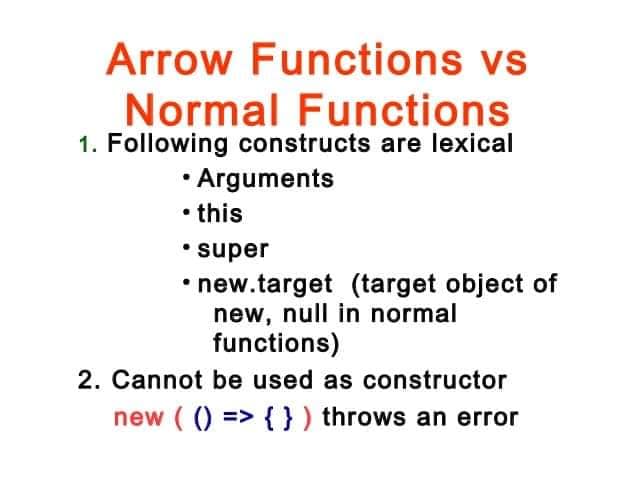 Arrow Functions vs
Normal Functions
1. Following constructs are lexical
• Arguments
• this
• super
• new.target (target object of
new, null in normal
functions)
2. Cannot be used as constructor
new ( () => { } ) throws an error